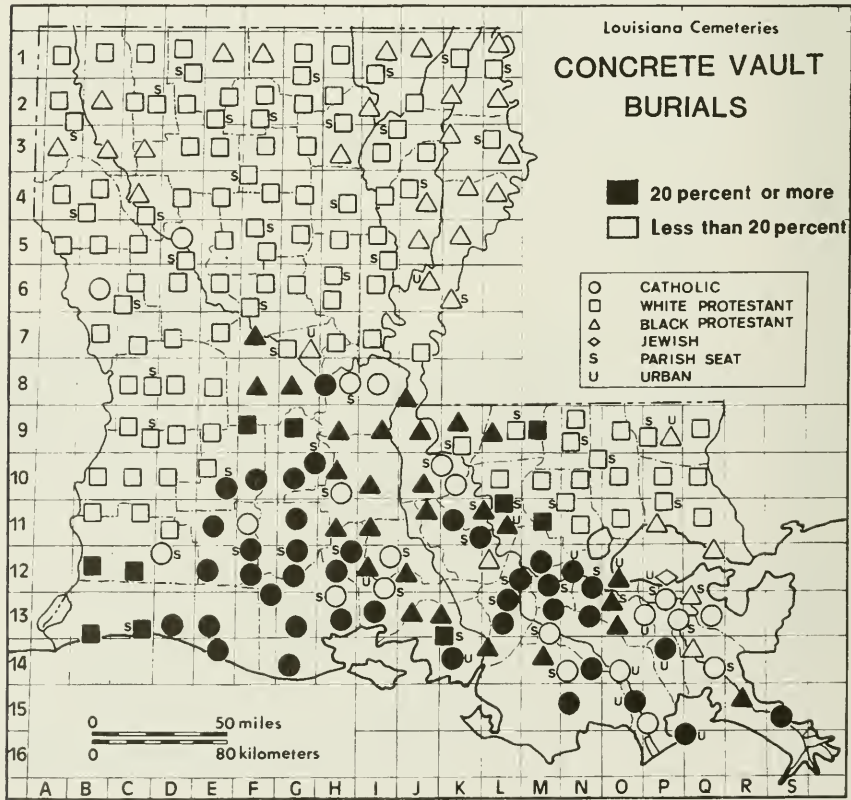 Louisiana Cemeteries
CONCRETE VAULT
BURIALS
20 percent or more
Less than 20 percent
CATHOLIC
WHITE PROTESTANT
BLACK PROTESTANT
JEWISH
S PARISH SEAT
U URBAN
1
2
3
4
5
6
7
8
9
10
11
12
13
14
15
16
0 50 miles
0 80 kilometers
A B C D E F G H I J K L M N O P Q R S